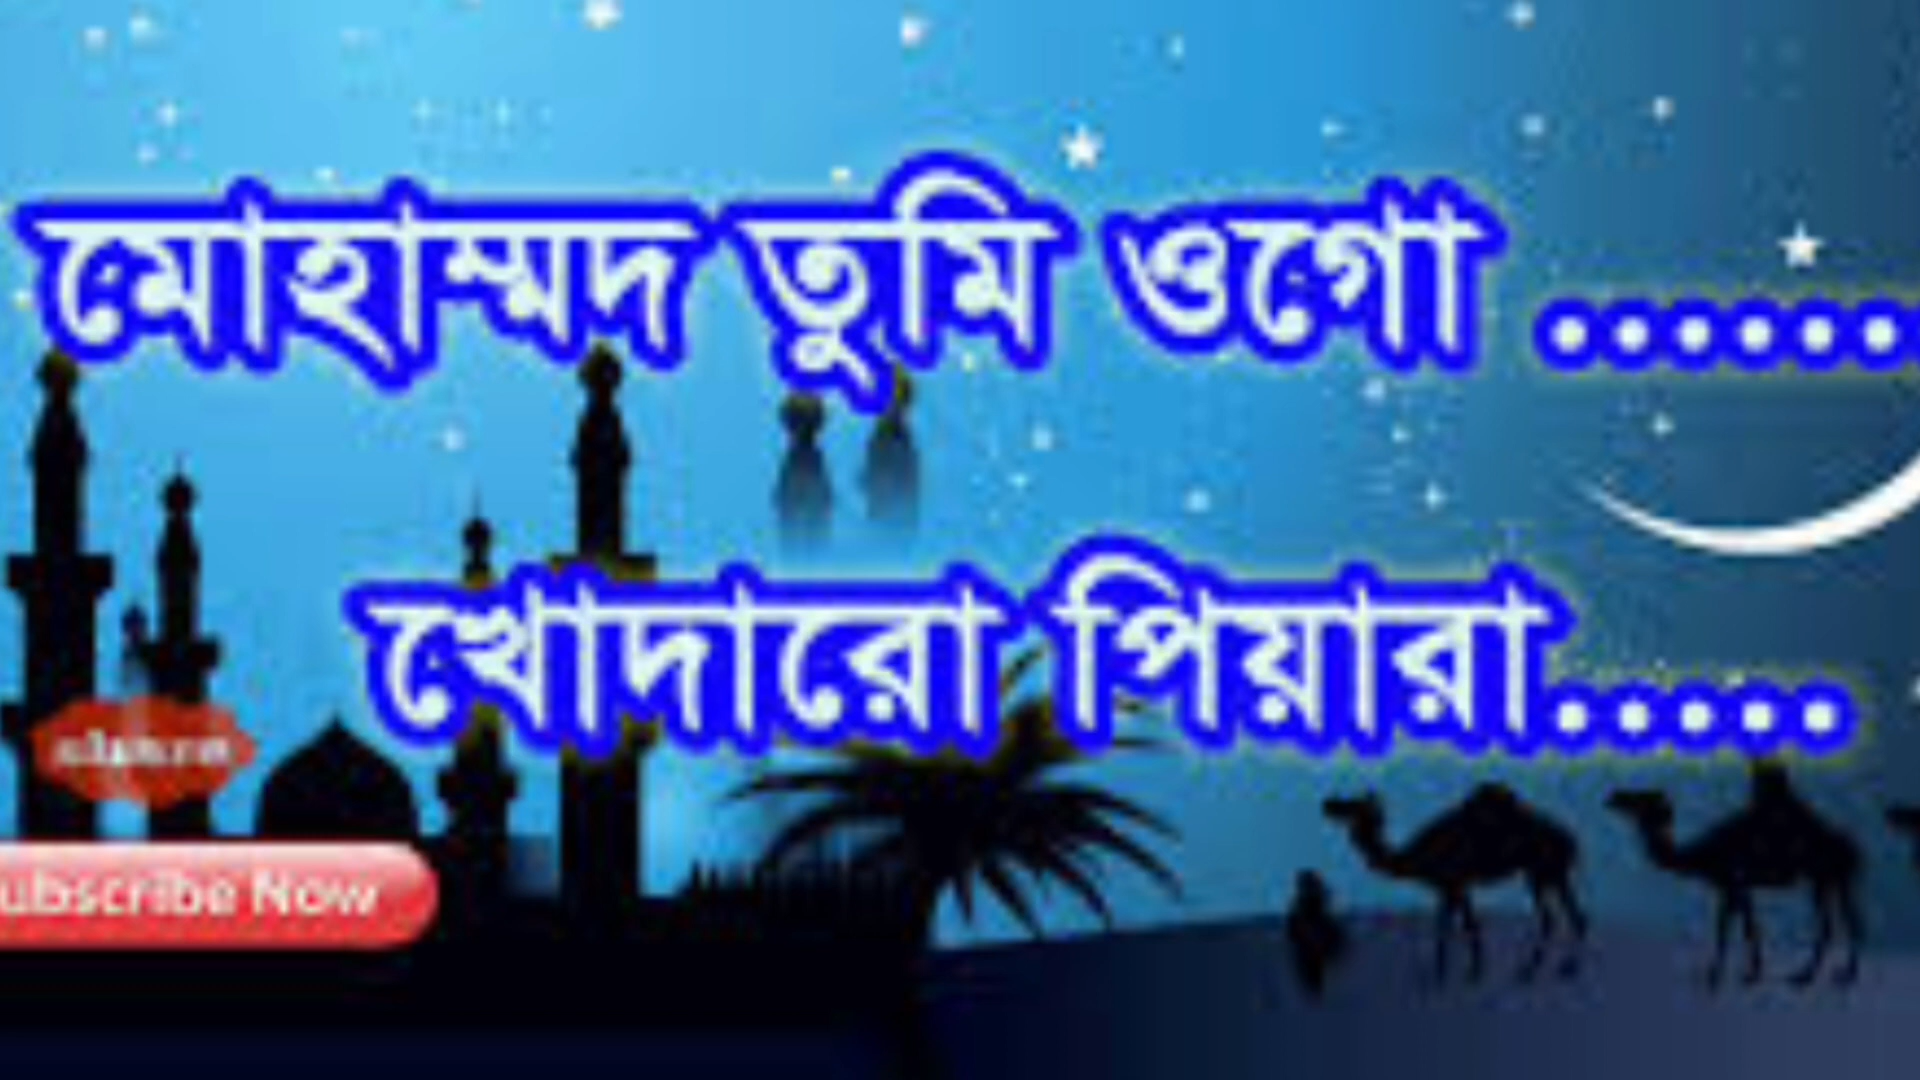 মোহাম্মদ তুমি ওগো .......
খোদারো পিয়ারা.....
ubscribe Now